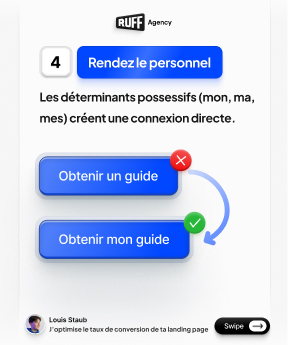 RUFF Agency
4 Rendez le personnel
Les déterminants possessifs (mon, ma,
mes) créent une connexion directe.
Obtenir un guide
Obtenir mon guide
Louis Staub
J'optimise le taux de conversion de ta landing page
Swipe